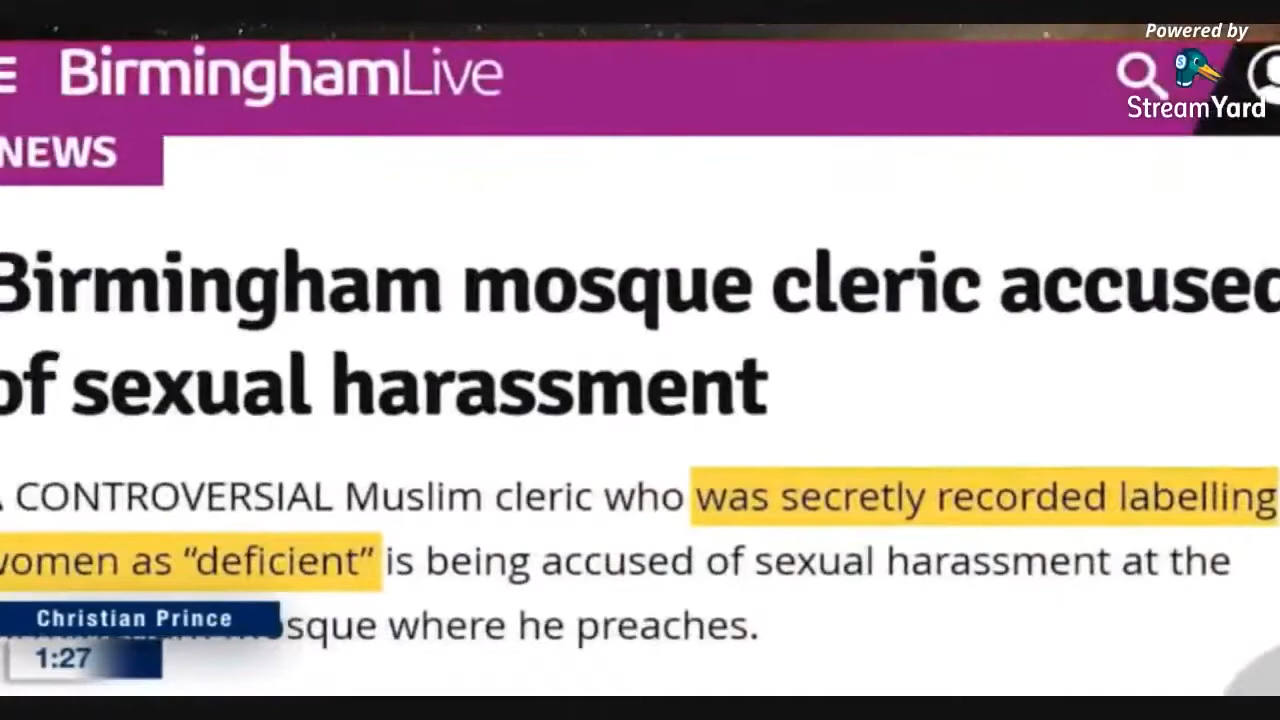 Powered by
BirminghamLive
StreamYard
NEWS
Birmingham mosque cleric accused
of sexual harassment
A CONTROVERSIAL Muslim cleric who was secretly recorded labelling
women as “deficient” is being accused of sexual harassment at the
mosque where he preaches.
Christian Prince
1:27